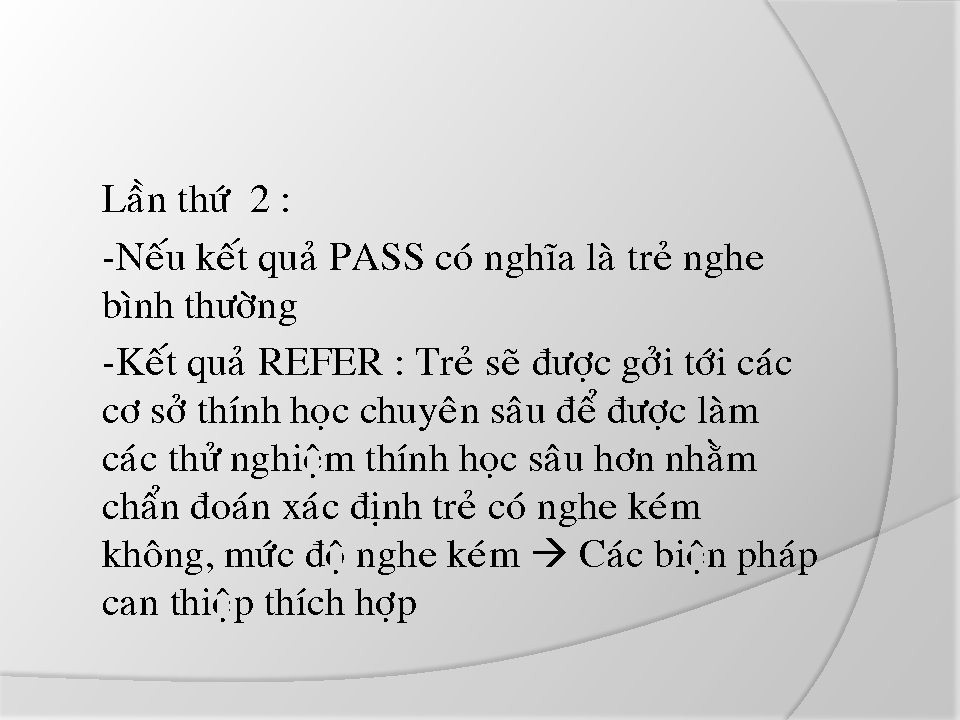 Lần thứ 2 :
-Nếu kết quả PASS có nghĩa là trẻ nghe
bình thường
-Kết quả REFER : Trẻ sẽ được gởi tới các
cơ sở thính học chuyên sâu để được làm
các thử nghiệm thính học sâu hơn nhằm
chẩn đoán xác định trẻ có nghe kém
không, mức độ nghe kém → Các biện pháp
can thiệp thích hợp